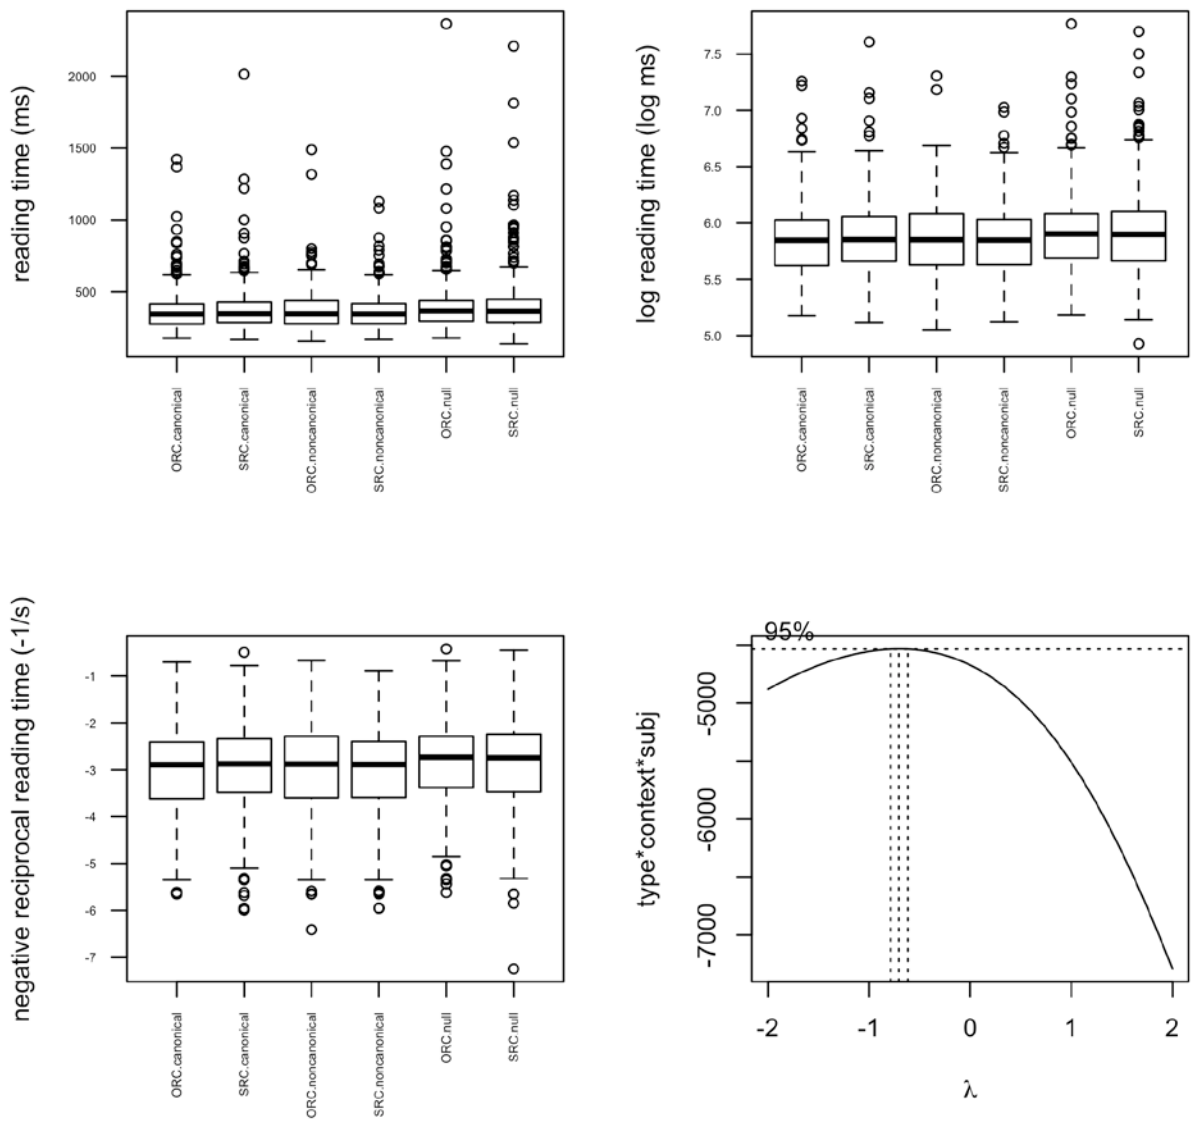 reading time (ms)
2000
1500
1000
500
ORC.canonical
SRC.canonical
ORC.noncanonical
SRC.noncanonical
ORC.null
SRC.null
log reading time (log ms)
7.5
7.0
6.5
6.0
5.5
5.0
ORC.canonical
SRC.canonical
ORC.noncanonical
SRC.noncanonical
ORC.null
SRC.null
negative reciprocal reading time (-1/s)
-1
-2
-3
-4
-5
-6
-7
ORC.canonical
SRC.canonical
ORC.noncanonical
SRC.noncanonical
ORC.null
SRC.null
95%
type*context*subj
-5000
-6000
-7000
-2 -1 0 1 2
λ